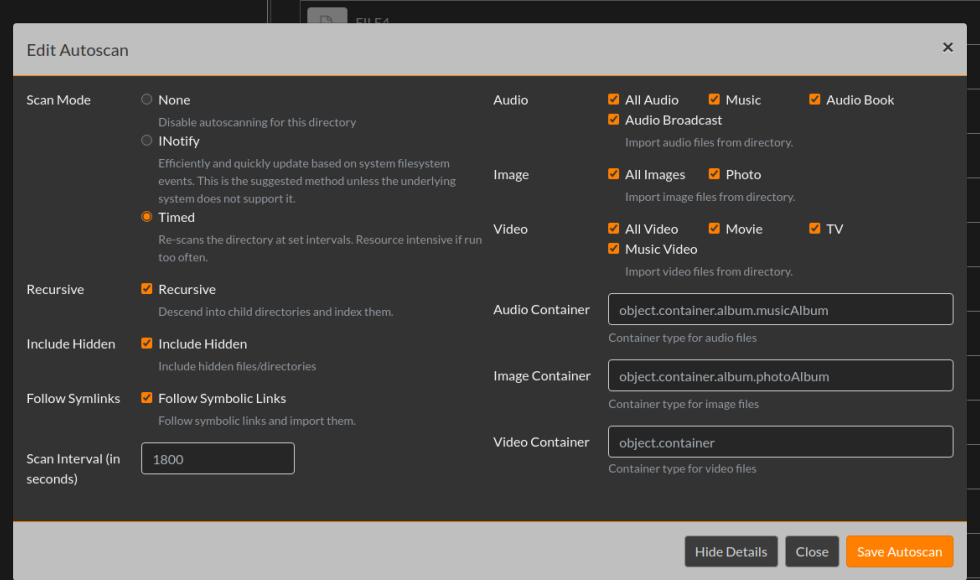 FILE4
Edit Autoscan
×
Scan Mode
None
Disable autoscanning for this directory
INotify
Efficiently and quickly update based on system filesystem
events. This is the suggested method unless the underlying
system does not support it.
Timed
Re-scans the directory at set intervals. Resource intensive if run
too often.
Recursive
Recursive
Descend into child directories and index them.
Include Hidden
Include Hidden
Include hidden files/directories
Follow Symlinks
Follow Symbolic Links
Follow symbolic links and import them.
Scan Interval (in
seconds)
1800
Audio
All Audio Music Audio Book
Audio Broadcast
Import audio files from directory.
Image
All Images Photo
Import image files from directory.
Video
All Video Movie TV
Music Video
Import video files from directory.
Audio Container
object.container.album.musicAlbum
Container type for audio files
Image Container
object.container.album.photoAlbum
Container type for image files
Video Container
object.container
Container type for video files
Hide Details Close Save Autoscan